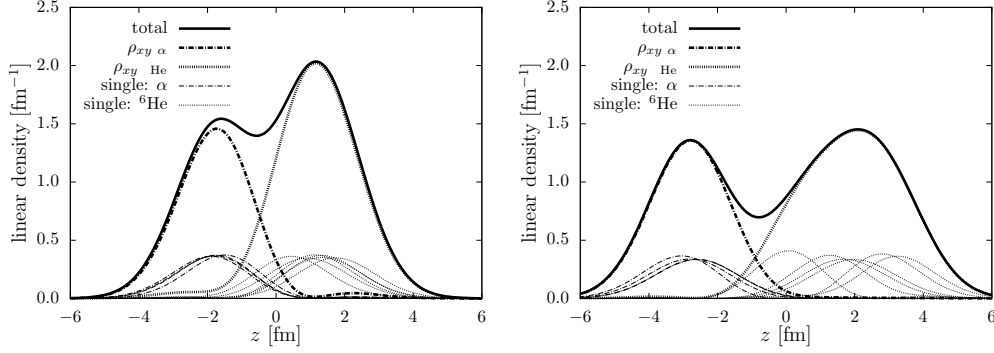 2.5
2.0
1.5
1.0
0.5
0.0
linear density [fm⁻¹]
total
ρxy α
ρxy He
single: α
single: ⁶He
−6 −4 −2 0 2 4 6
z [fm]
2.5
2.0
1.5
1.0
0.5
0.0
linear density [fm⁻¹]
total
ρxy α
ρxy He
single: α
single: ⁶He
−6 −4 −2 0 2 4 6
z [fm]